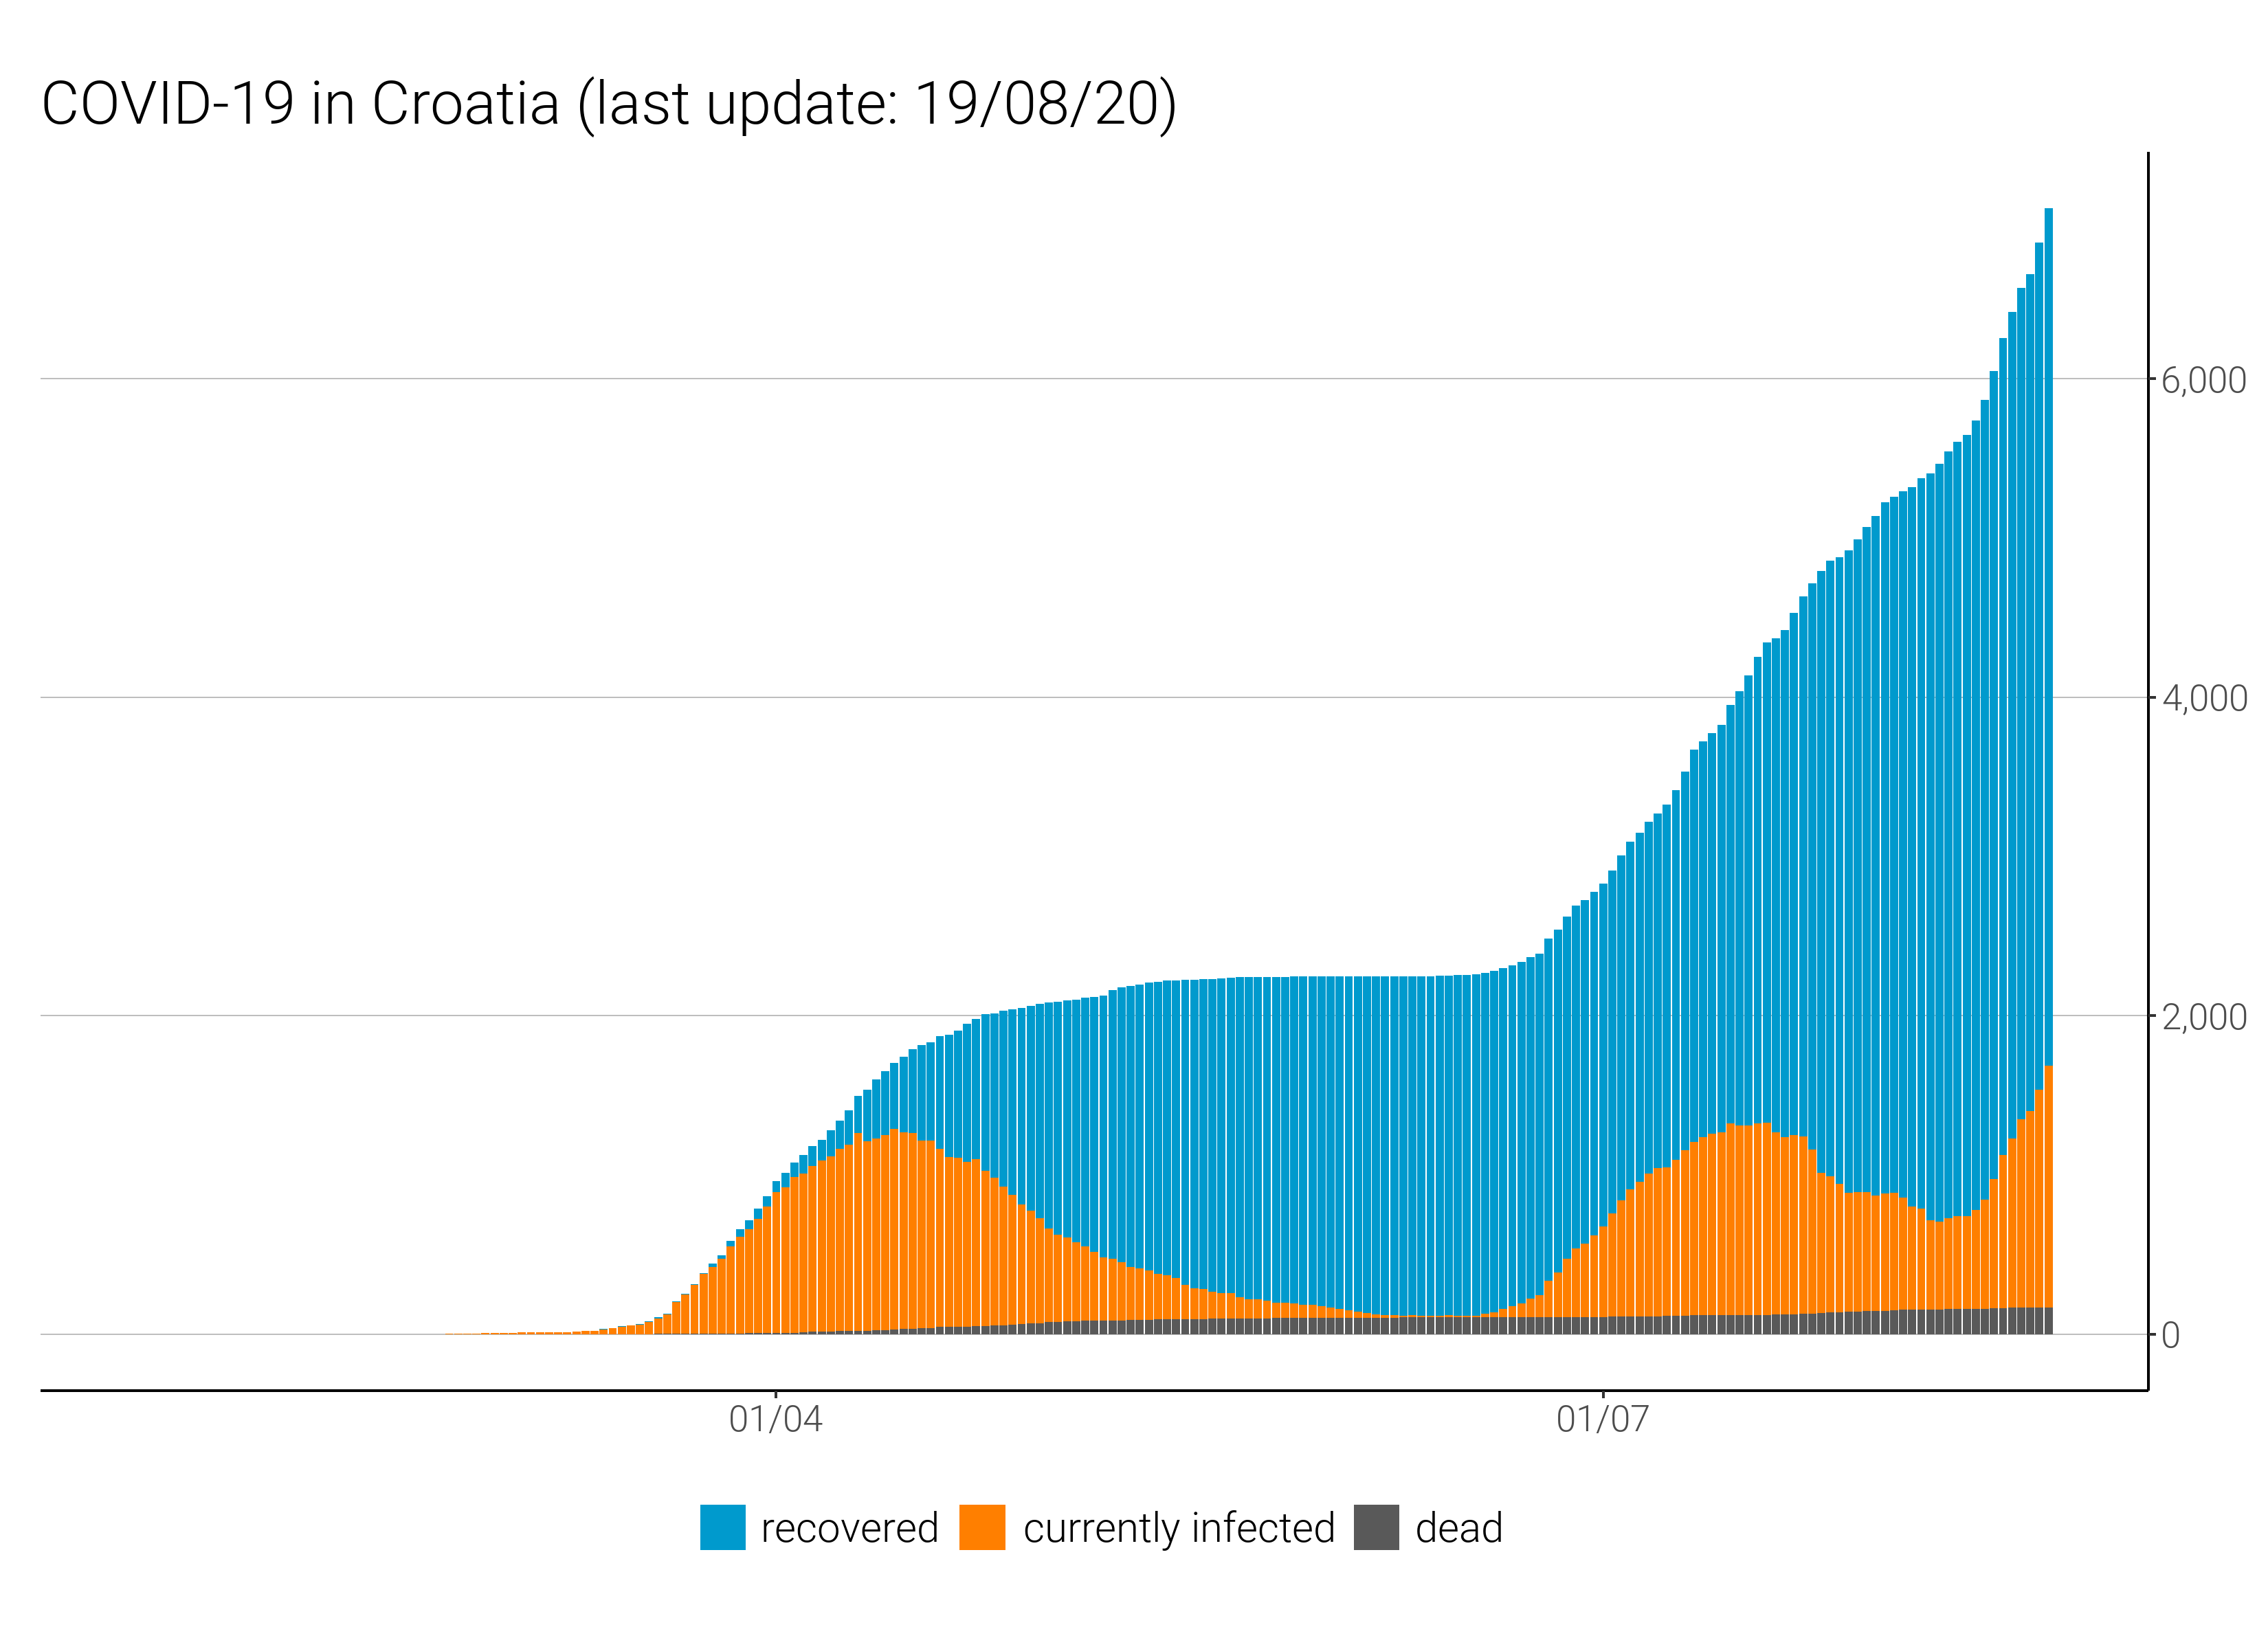 COVID-19 in Croatia (last update: 19/08/20)
6,000
4,000
2,000
0
01/04 01/07
recovered currently infected dead